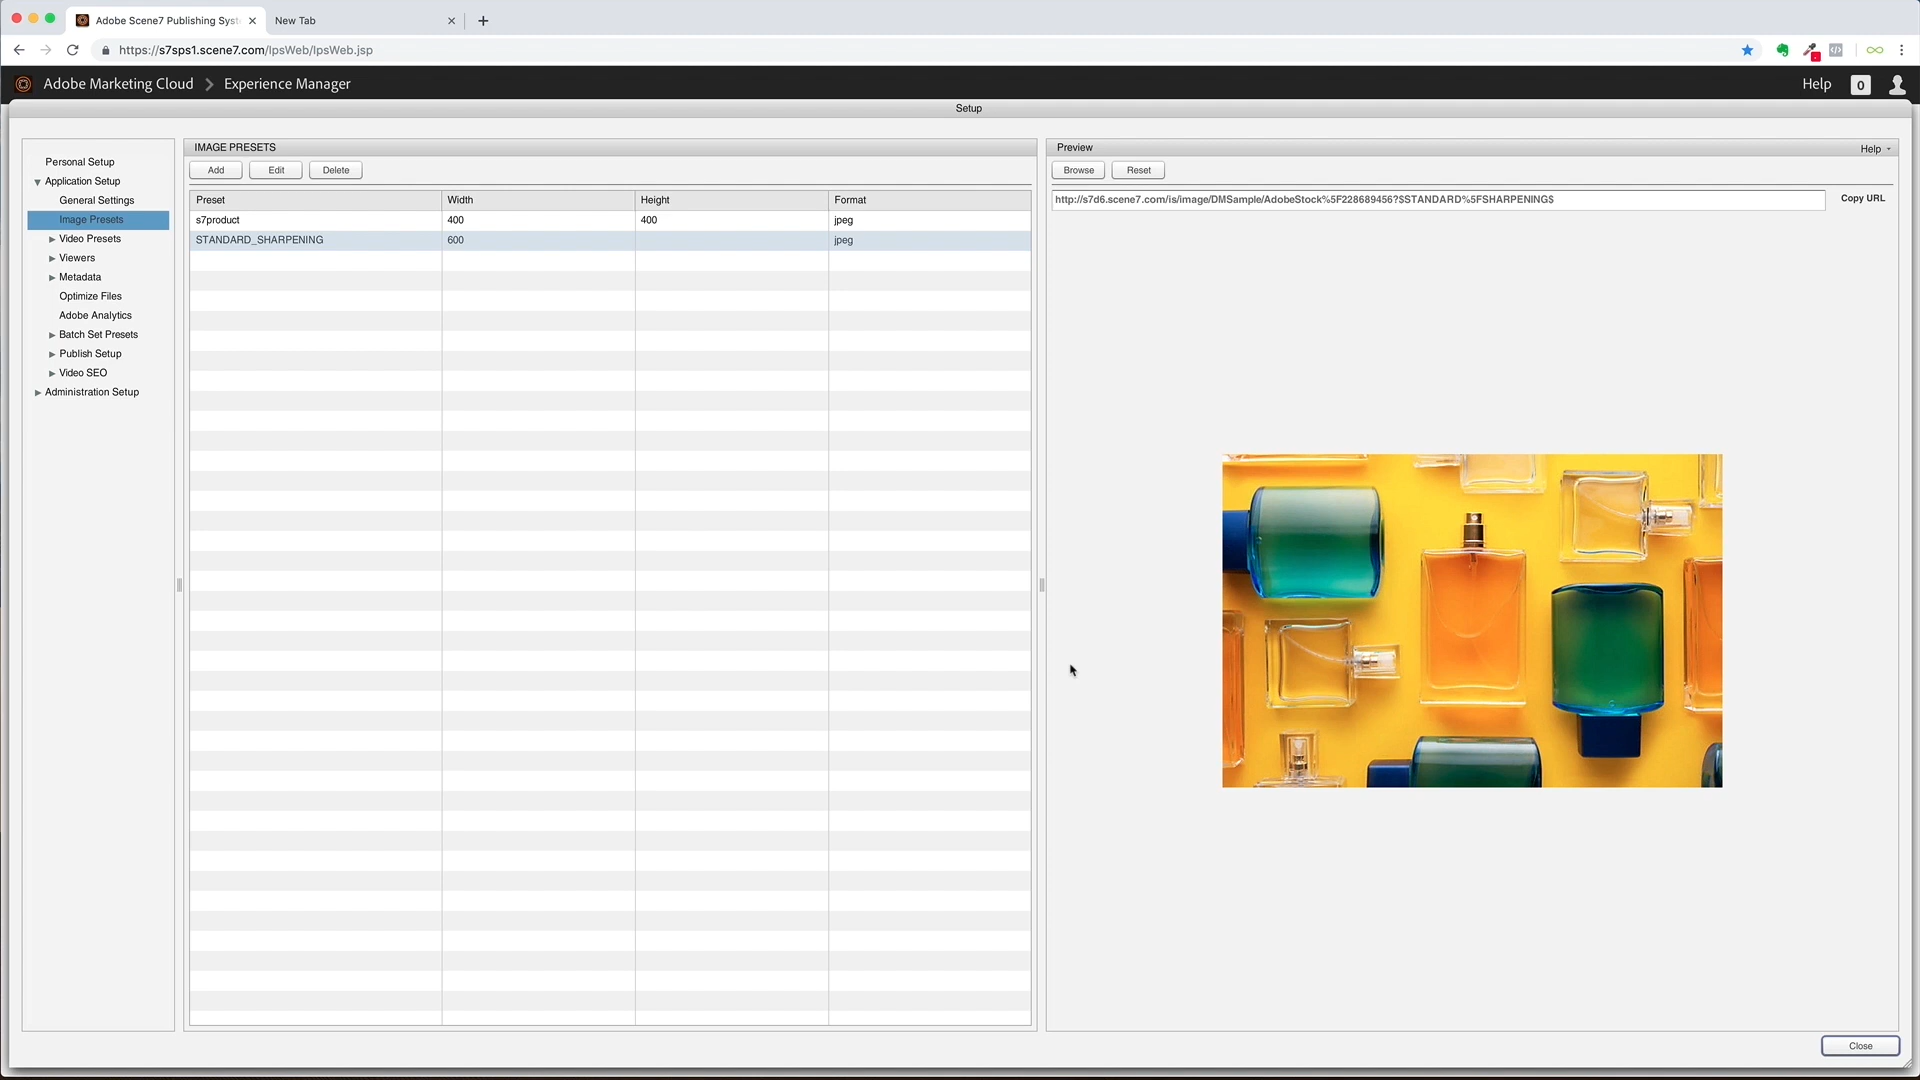 Adobe Scene7 Publishing Syst
New Tab
https://s7sps1.scene7.com/IpsWeb/IpsWeb.jsp
Adobe Marketing Cloud
Experience Manager
Help
0
Setup
Personal Setup
Application Setup
General Settings
Image Presets
Video Presets
Viewers
Metadata
Optimize Files
Adobe Analytics
Batch Set Presets
Publish Setup
Video SEO
Administration Setup
IMAGE PRESETS
Add Edit Delete
Preset Width Height Format
s7product 400 400 jpeg
STANDARD_SHARPENING 600 jpeg
Preview
Help
Browse Reset
http://s7d6.scene7.com/is/image/DMSample/AdobeStock%5F228689456?$STANDARD%5FSHARPENING$
Copy URL
Close